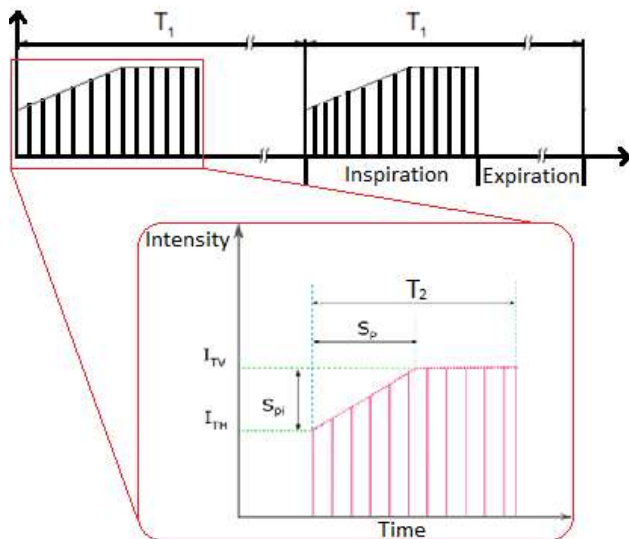 T1 T1
Inspiration Expiration
Intensity
T2
Sp
ITV
Spi
ITH
Time